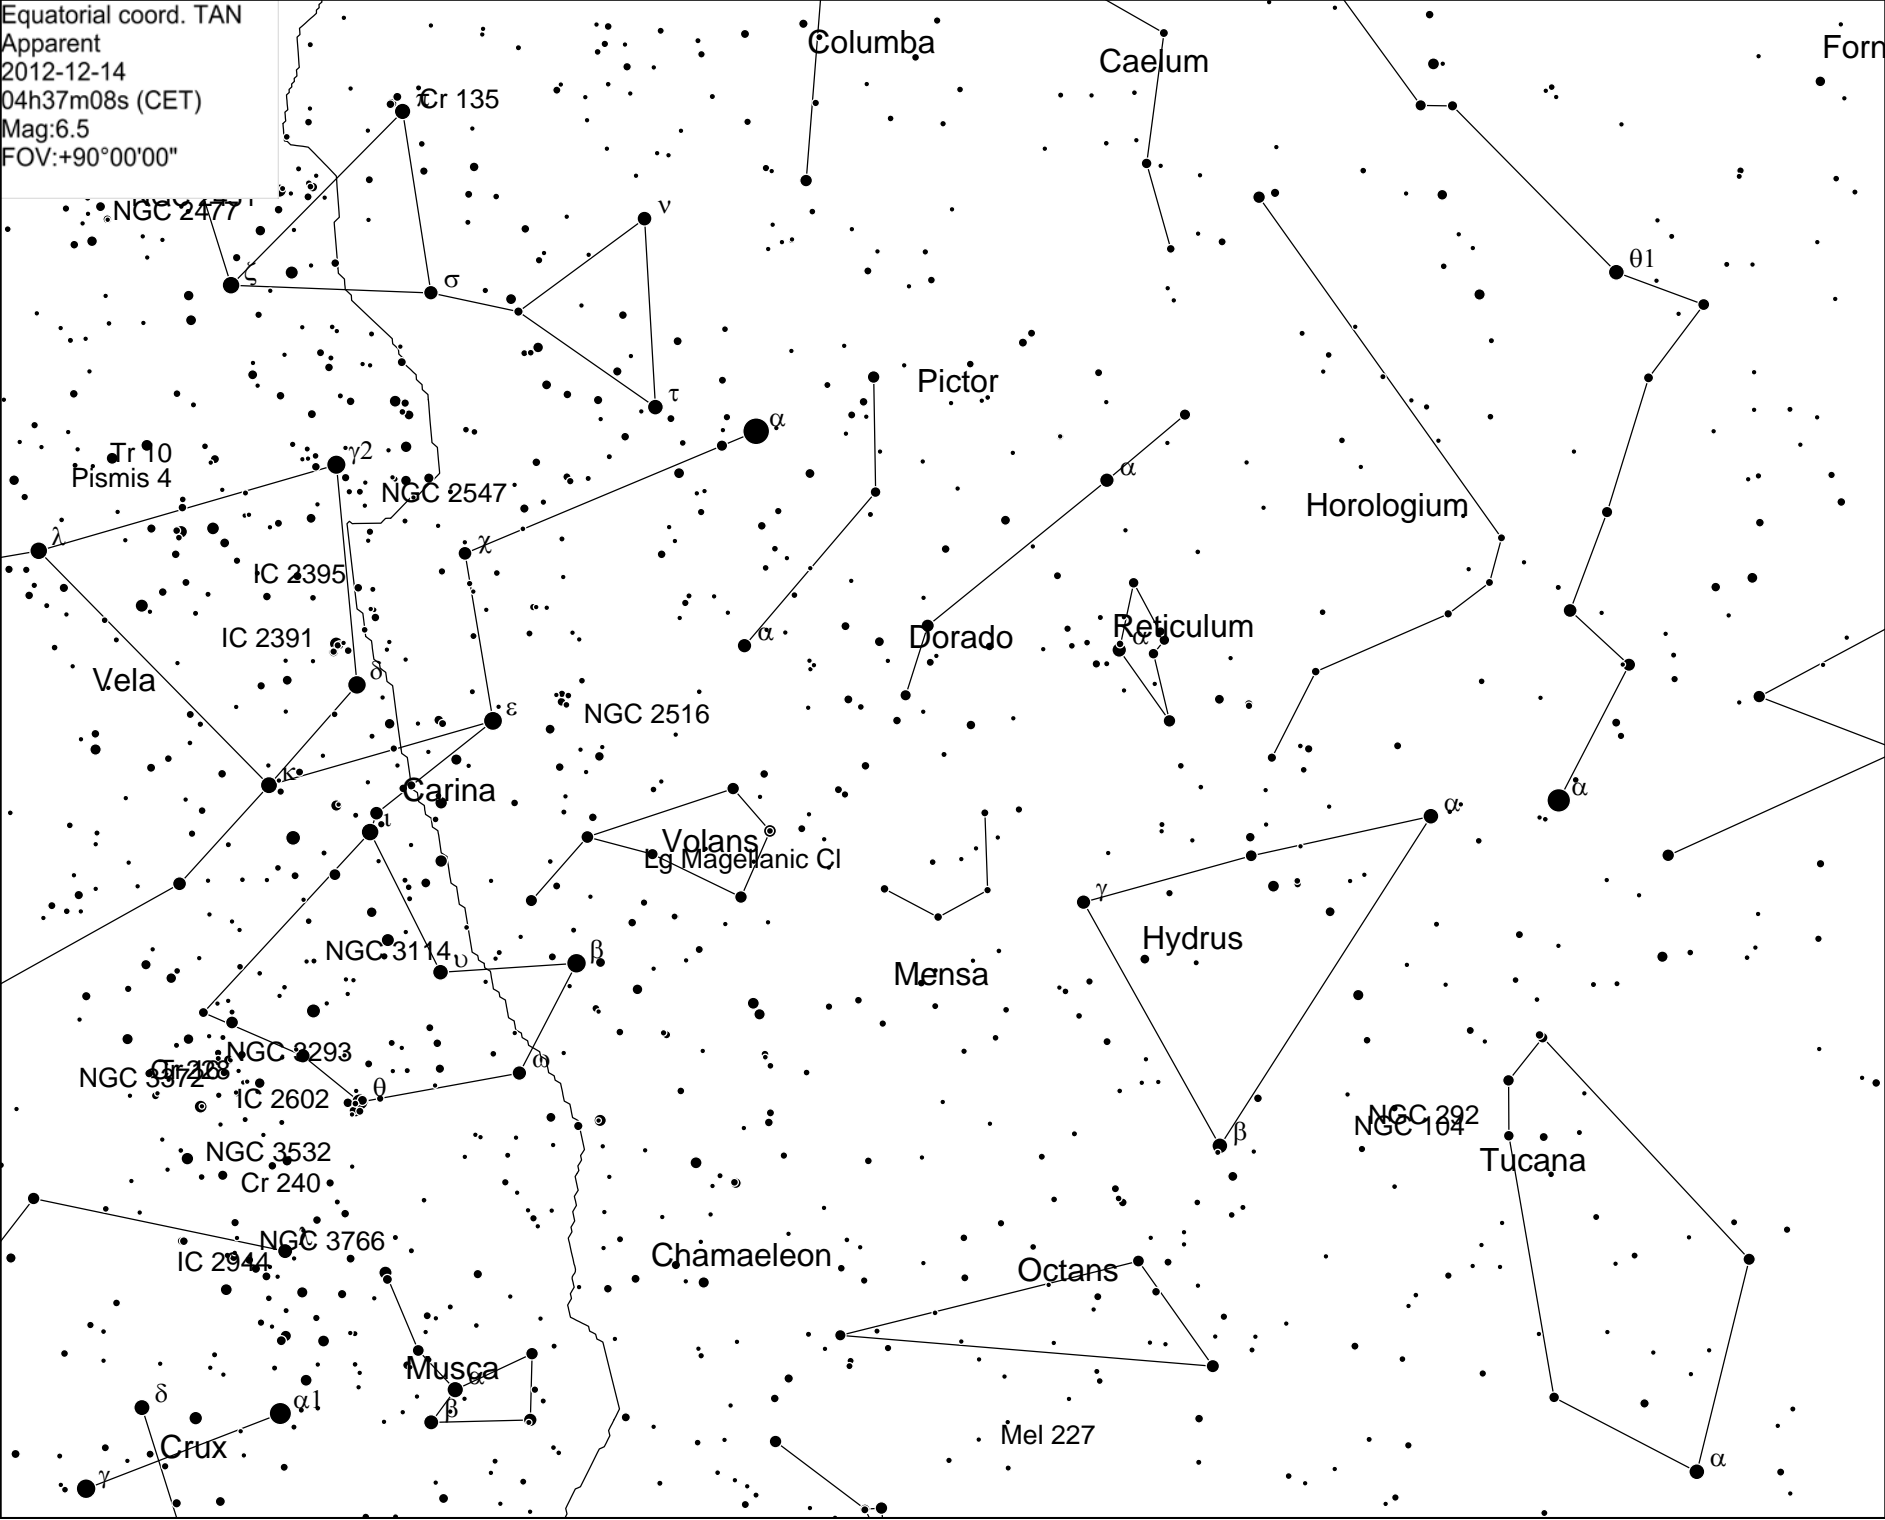 Equatorial coord. TAN
Apparent
2012-12-14
04h37m08s (CET)
Mag:6.5
FOV:+90°00'00"
Columba
Caelum
Forn
π Cr 135
NGC 2477
ν
ζ
σ
θ1
Pictor
τ
α
Tr 10
γ2
α
Pismis 4
NGC 2547
Horologium
λ
χ
IC 2395
IC 2391
α
Dorado
Reticulum
α
Vela
δ
ε
NGC 2516
κ
Carina
α
α
ι
Volans
Lg Magellanic Cl
γ
NGC 3114
υ
β
Hydrus
Mensa
NGC 3293
ω
NGC 3372
IC 2602
θ
NGC 292
NGC 104
β
NGC 3532
Tucana
Cr 240
λ
NGC 3766
IC 2944
Chamaeleon
Octans
Musca
α
δ
α1
β
Crux
Mel 227
γ
α